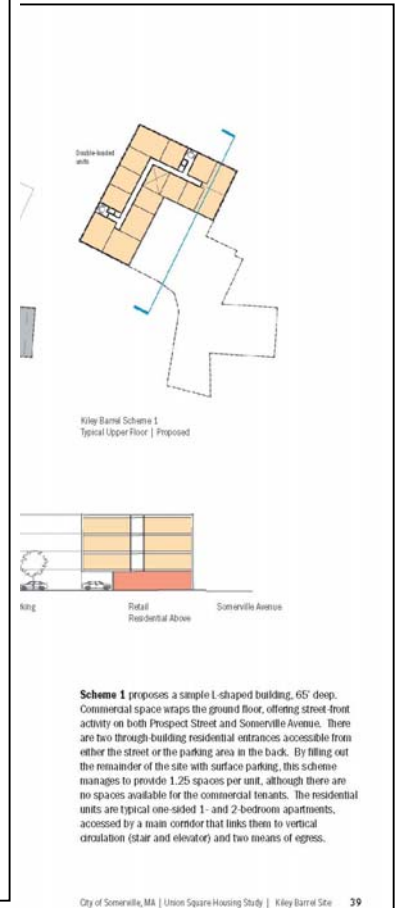 Double-loaded
units
Kiley Barrel Scheme 1
Typical Upper Floor | Proposed
king
Retail
Residential Above
Somerville Avenue
Scheme 1 proposes a simple L-shaped building, 65' deep.
Commercial space wraps the ground floor, offering street-front
activity on both Prospect Street and Somerville Avenue. There
are two through-building residential entrances accessible from
either the street or the parking area in the back. By filling out
the remainder of the site with surface parking, this scheme
manages to provide 1.25 spaces per unit, although there are
no spaces available for the commercial tenants. The residential
units are typical one-sided 1- and 2-bedroom apartments,
accessed by a main corridor that links them to vertical
circulation (stair and elevator) and two means of egress.
City of Somerville, MA | Union Square Housing Study | Kiley Barrel Site 39